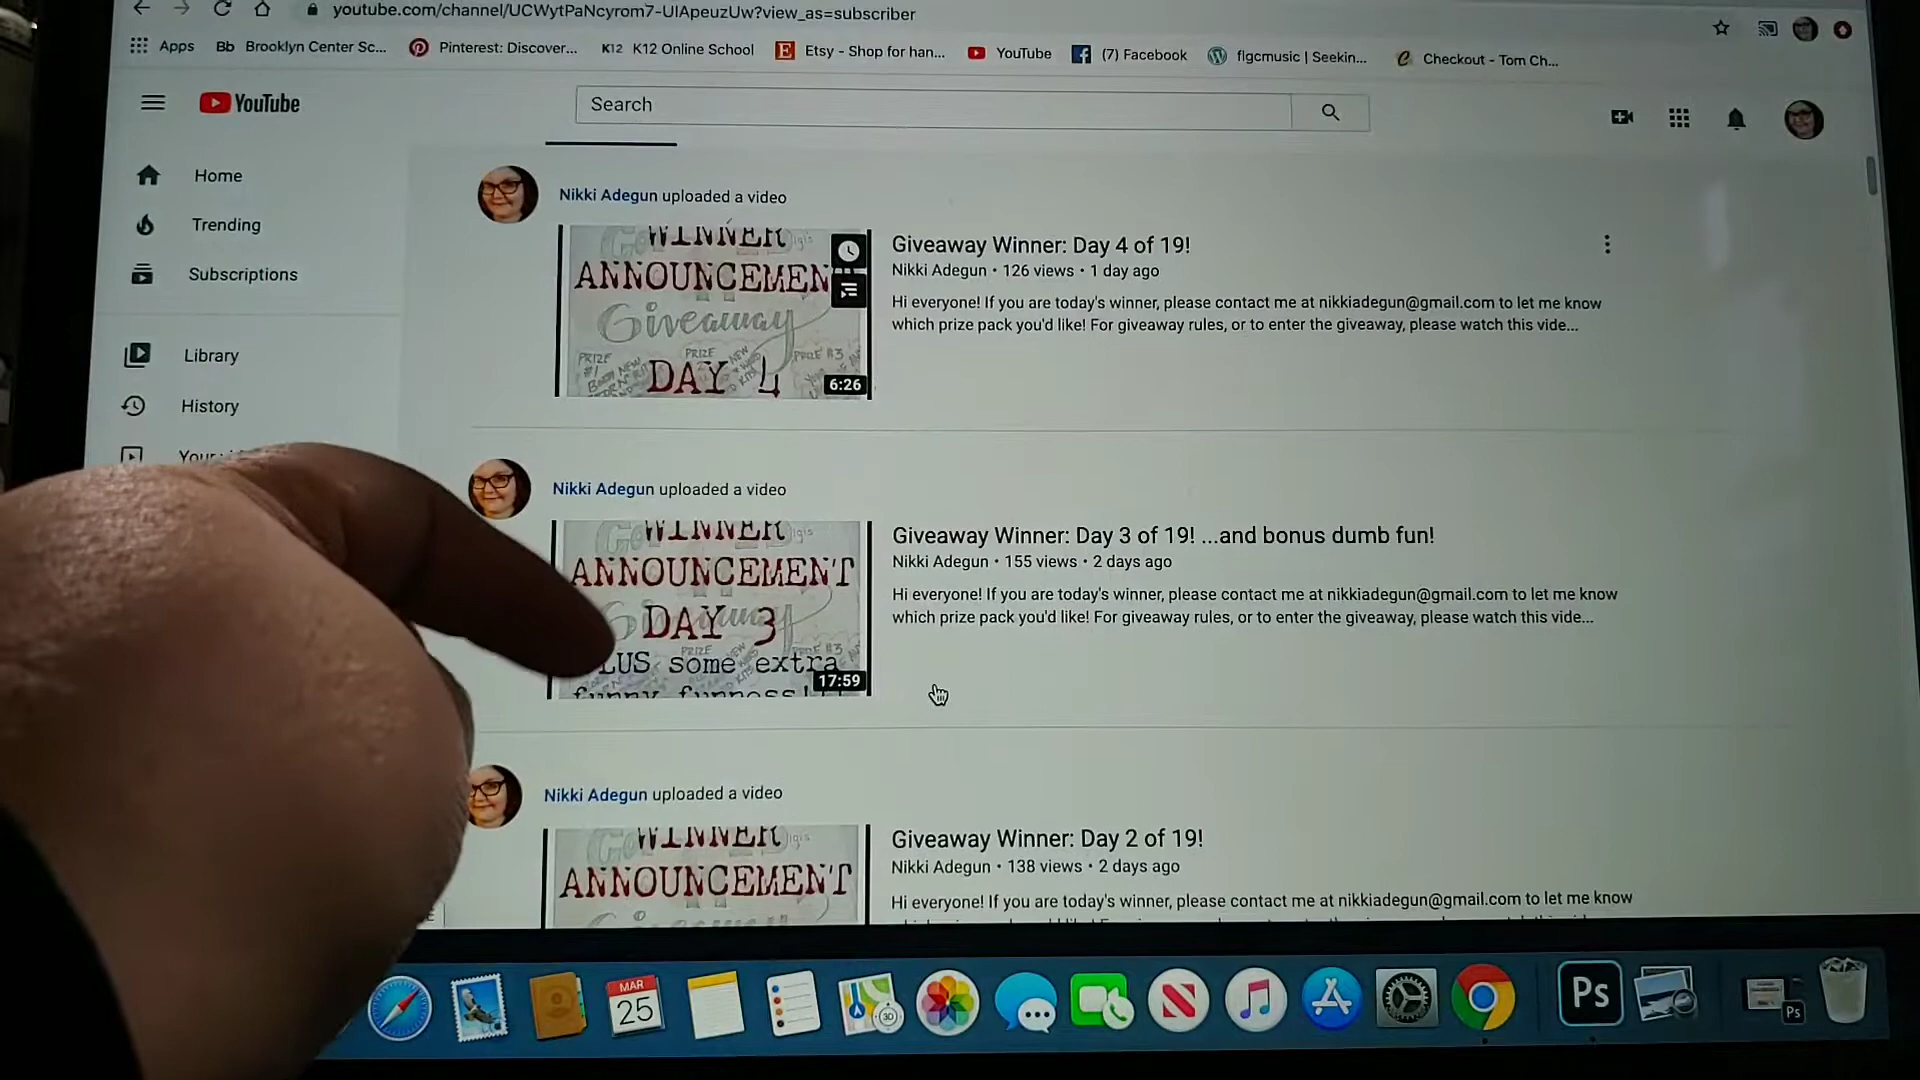 youtube.com/channel/UCWytPaNcyrom7-UIApeuzUw?view_as=subscriber
Apps Bb Brooklyn Center Sc... Pinterest: Discover... K12 K12 Online School Etsy - Shop for han... YouTube (7) Facebook flgcmusic | Seekin... Checkout - Tom Ch...
YouTube
Search
Home
Trending
Subscriptions
Library
History
Nikki Adegun uploaded a video
WINNER
ANNOUNCEMEN
Giveaway
PRIZE #1 PRIZE NEW PRIZE #3
DAY 4
6:26
Giveaway Winner: Day 4 of 19!
Nikki Adegun • 126 views • 1 day ago
Hi everyone! If you are today's winner, please contact me at nikkiadegun@gmail.com to let me know
which prize pack you'd like! For giveaway rules, or to enter the giveaway, please watch this vide...
Nikki Adegun uploaded a video
WINNER
ANNOUNCEMENT
DAY 3
PRIZE
LUS some extra
funny funness!
17:59
Giveaway Winner: Day 3 of 19! ...and bonus dumb fun!
Nikki Adegun • 155 views • 2 days ago
Hi everyone! If you are today's winner, please contact me at nikkiadegun@gmail.com to let me know
which prize pack you'd like! For giveaway rules, or to enter the giveaway, please watch this vide...
Nikki Adegun uploaded a video
WINNER
ANNOUNCEMENT
Giveaway Winner: Day 2 of 19!
Nikki Adegun • 138 views • 2 days ago
Hi everyone! If you are today's winner, please contact me at nikkiadegun@gmail.com to let me know
MAR
25
3D
Ps
Ps